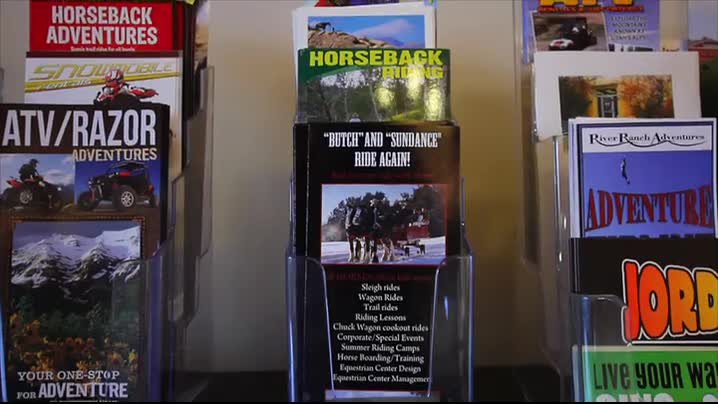 HORSEBACK
ADVENTURES
SNOWMOBILE
rentals
ATV/RAZOR
ADVENTURES
YOUR ONE-STOP
FOR ADVENTURE
HORSEBACK
RIDING
"BUTCH" AND "SUNDANCE"
RIDE AGAIN!
Sleigh rides
Wagon Rides
Trail rides
Riding Lessons
Chuck Wagon cookout rides
Corporate/Special Events
Summer Riding Camps
Horse Boarding/Training
Equestrian Center Design
Equestrian Center Managemen
River Ranch Adventures
ADVENTURE
JORD
Live Your Wa